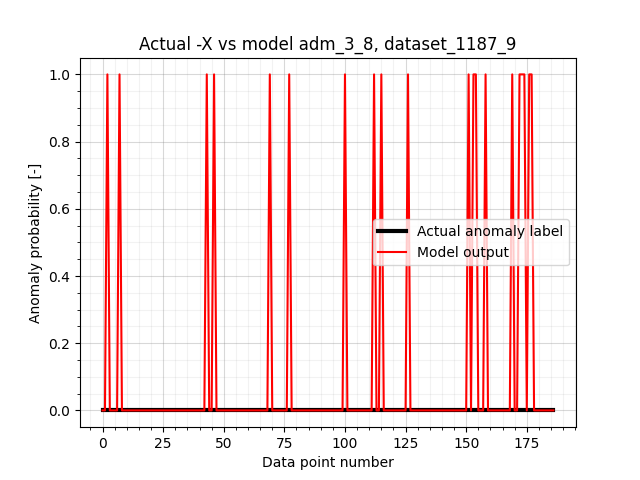 Actual -X vs model adm_3_8, dataset_1187_9
Anomaly probability [-]
1.0
0.8
0.6
0.4
0.2
0.0
Actual anomaly label
Model output
0 25 50 75 100 125 150 175
Data point number